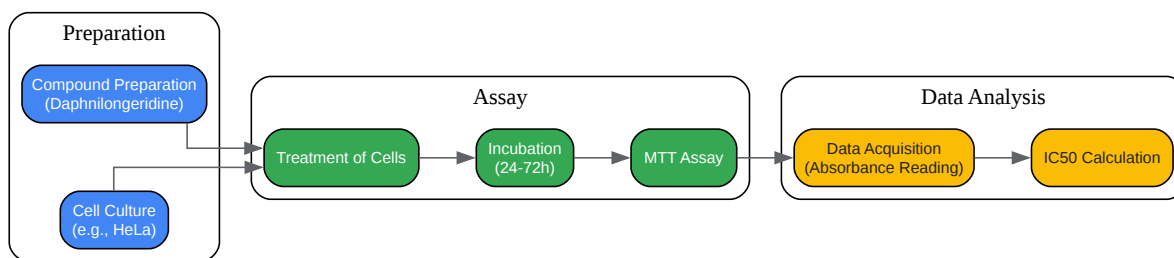 Preparation
Compound Preparation
(Daphnilongeridine)
Cell Culture
(e.g., HeLa)
Assay
Treatment of Cells
Incubation
(24-72h)
MTT Assay
Data Analysis
Data Acquisition
(Absorbance Reading)
IC50 Calculation